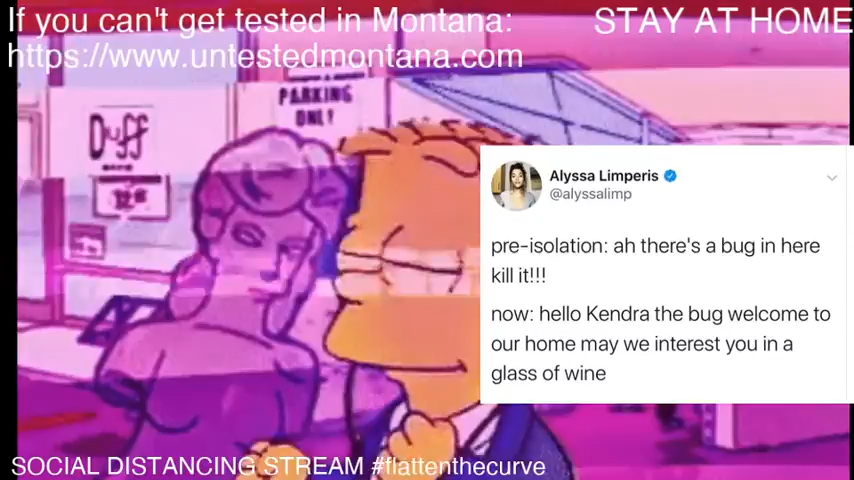 If you can't get tested in Montana:
STAY AT HOME
https://www.untestedmontana.com
PARKING
ONLY
Duff
Alyssa Limperis
@alyssalimp
pre-isolation: ah there's a bug in here
kill it!!!
now: hello Kendra the bug welcome to
our home may we interest you in a
glass of wine
SOCIAL DISTANCING STREAM #flattenthecurve